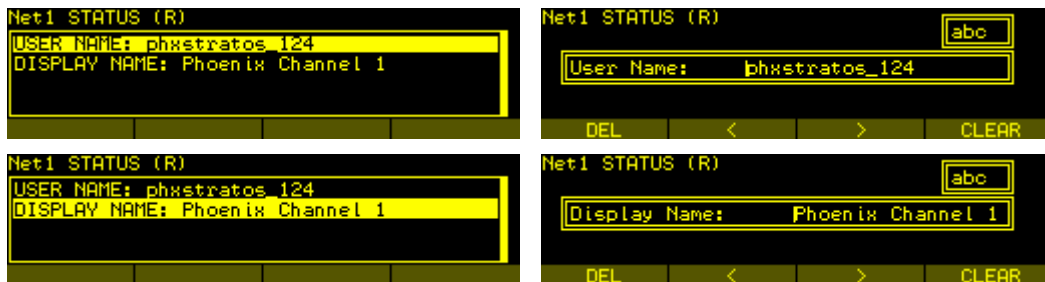 Net1 STATUS (R)
USER NAME: phxstratos_124
DISPLAY NAME: Phoenix Channel 1
Net1 STATUS (R)
abc
User Name: phxstratos_124
DEL < > CLEAR
Net1 STATUS (R)
USER NAME: phxstratos_124
DISPLAY NAME: Phoenix Channel 1
Net1 STATUS (R)
abc
Display Name: Phoenix Channel 1
DEL < > CLEAR